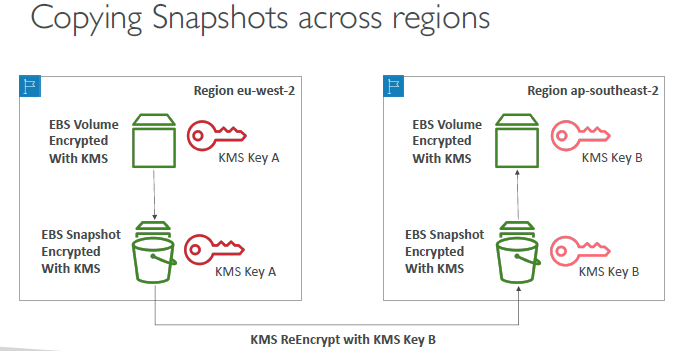 Copying Snapshots across regions
Region eu-west-2
EBS Volume
Encrypted
With KMS
KMS Key A
EBS Snapshot
Encrypted
With KMS
KMS Key A
Region ap-southeast-2
EBS Volume
Encrypted
With KMS
KMS Key B
EBS Snapshot
Encrypted
With KMS
KMS Key B
KMS ReEncrypt with KMS Key B